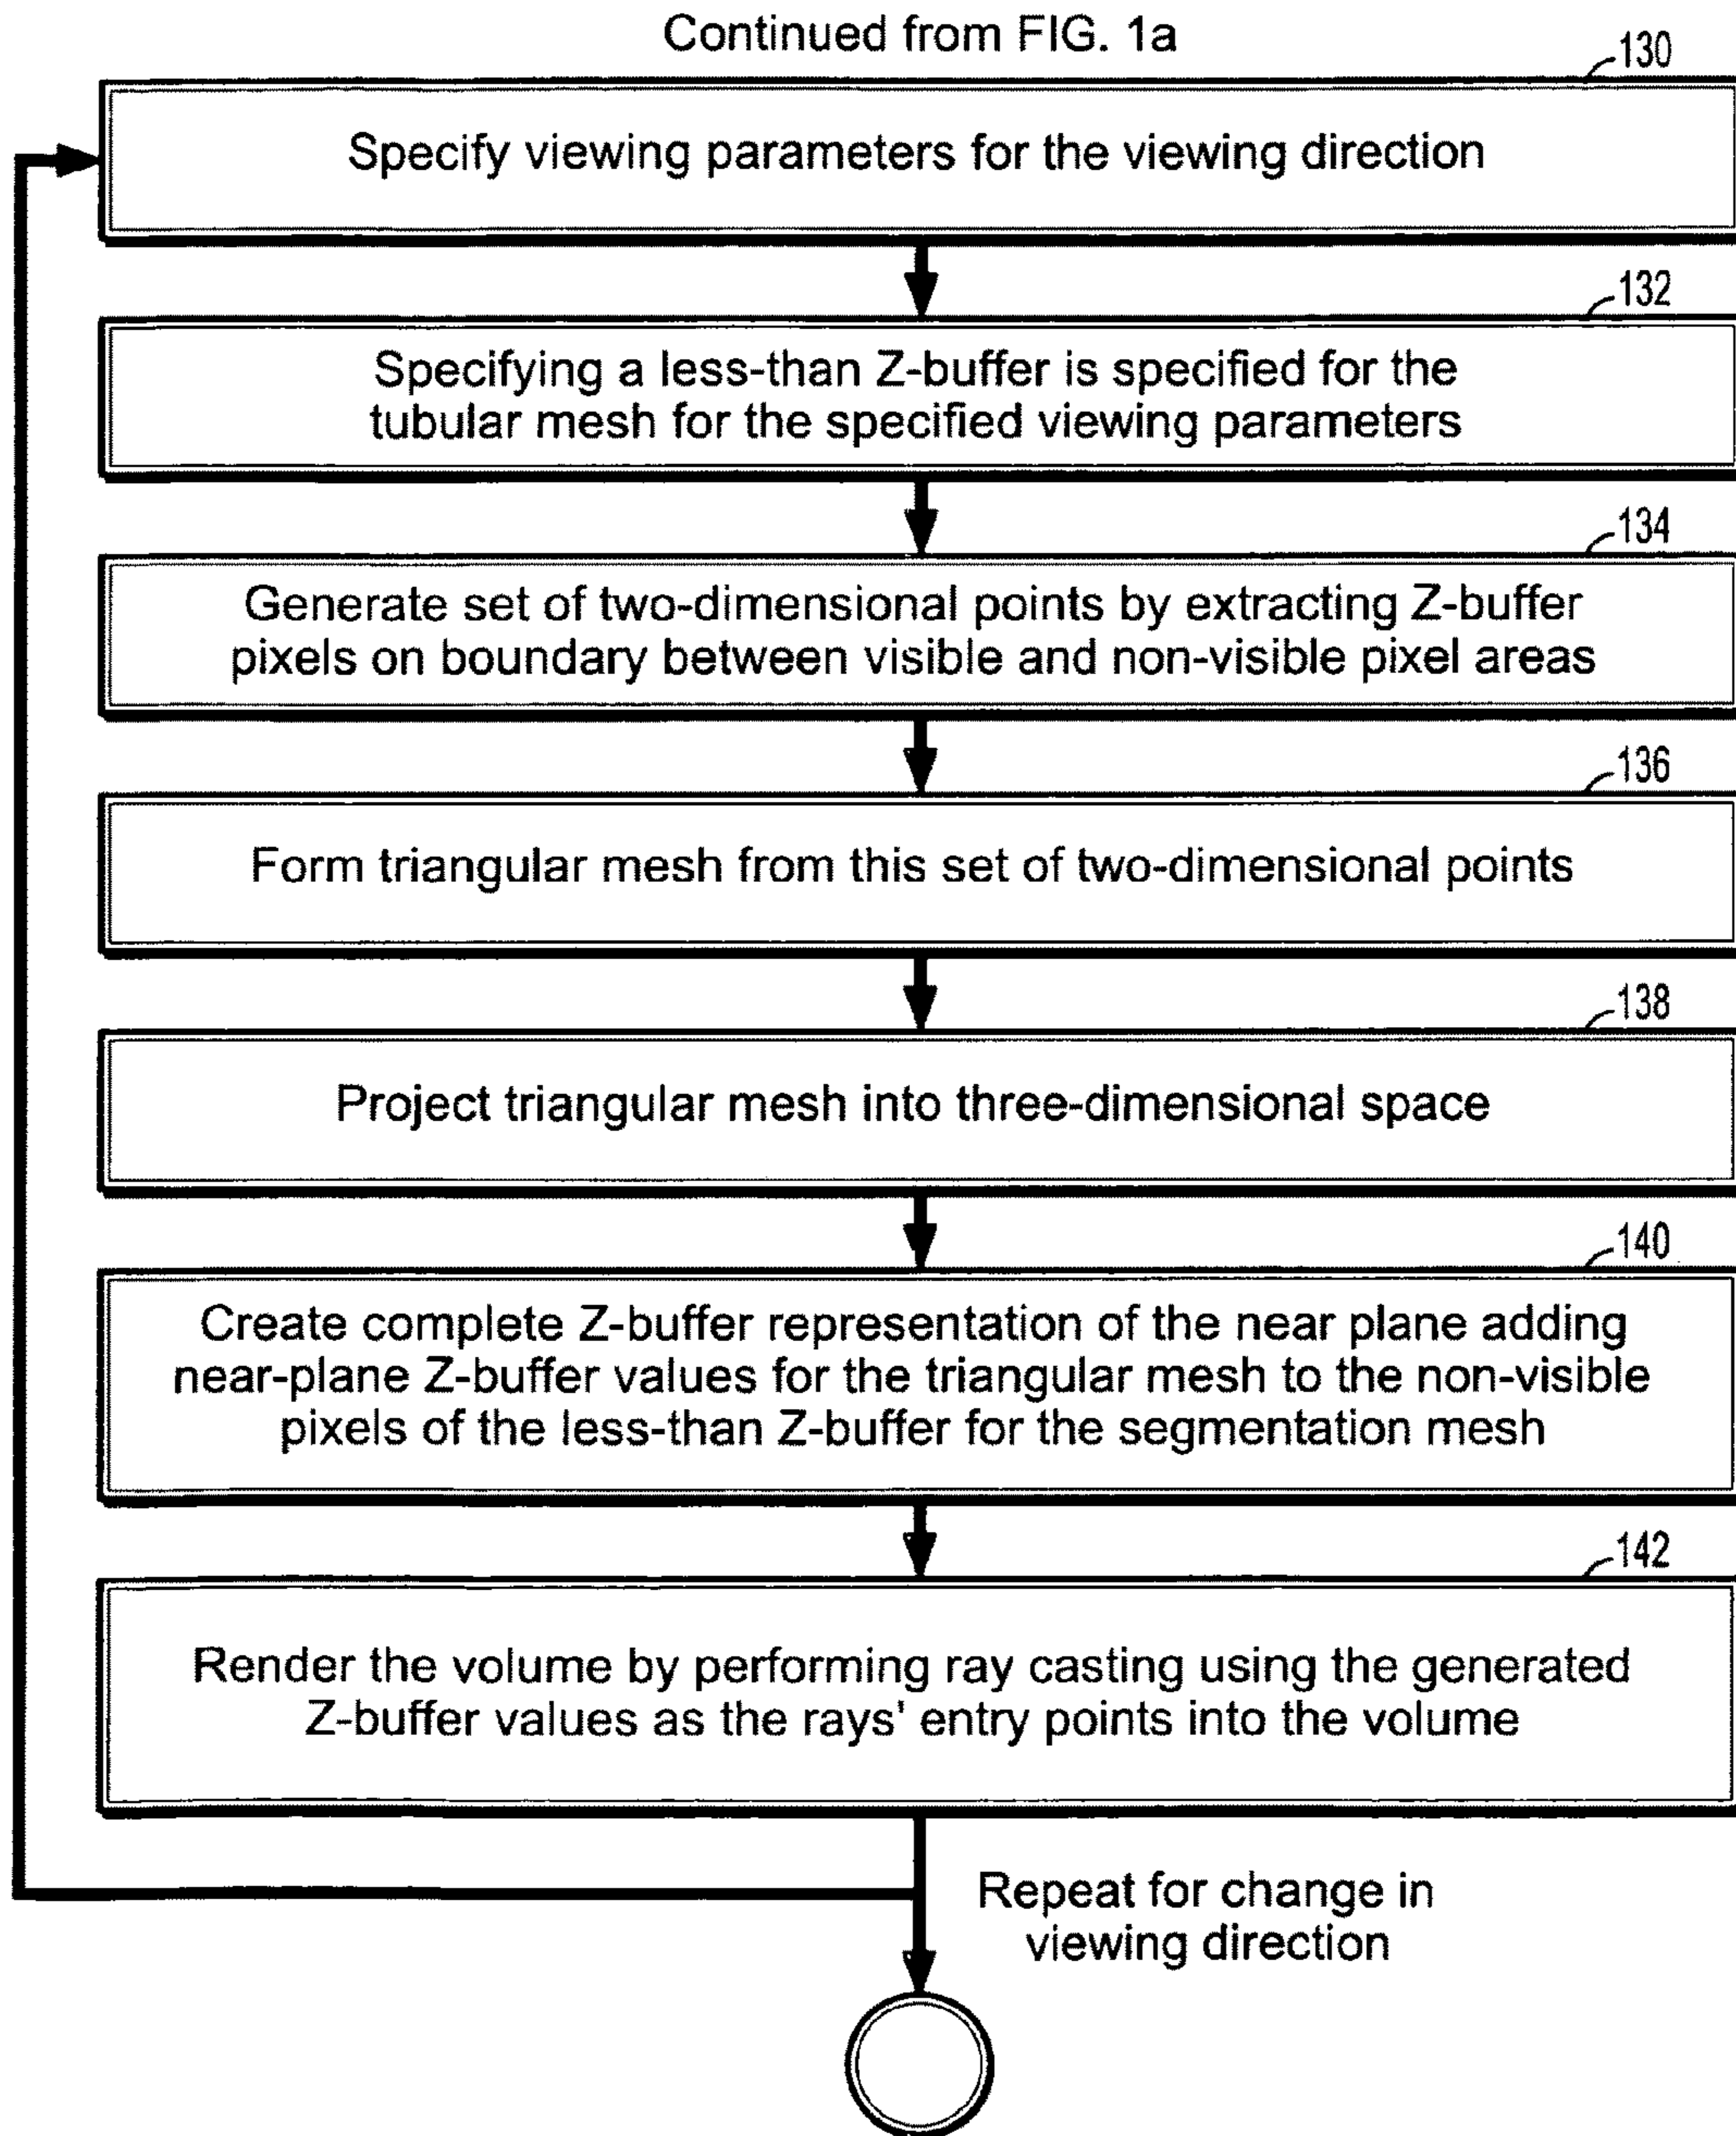 Continued from FIG. 1a
130
Specify viewing parameters for the viewing direction
132
Specifying a less-than Z-buffer is specified for the
tubular mesh for the specified viewing parameters
134
Generate set of two-dimensional points by extracting Z-buffer
pixels on boundary between visible and non-visible pixel areas
136
Form triangular mesh from this set of two-dimensional points
138
Project triangular mesh into three-dimensional space
140
Create complete Z-buffer representation of the near plane adding
near-plane Z-buffer values for the triangular mesh to the non-visible
pixels of the less-than Z-buffer for the segmentation mesh
142
Render the volume by performing ray casting using the generated
Z-buffer values as the rays' entry points into the volume
Repeat for change in
viewing direction